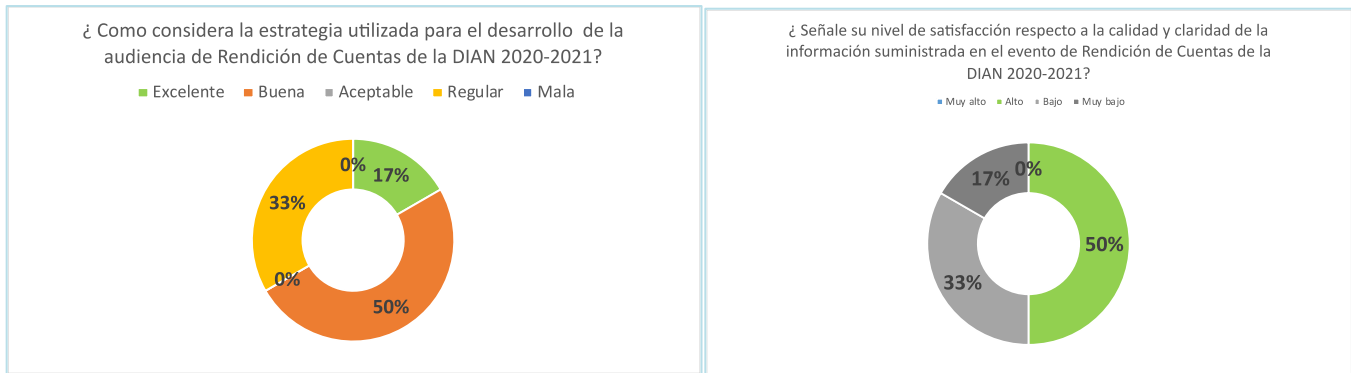 ¿ Como considera la estrategia utilizada para el desarrollo  de la
audiencia de Rendición de Cuentas de la DIAN 2020-2021?
Excelente Buena Aceptable Regular Mala
0%
17%
33%
0%
50%
¿ Señale su nivel de satisfacción respecto a la calidad y claridad de la
información suministrada en el evento de Rendición de Cuentas de la
DIAN 2020-2021?
Muy alto Alto Bajo Muy bajo
0%
17%
50%
33%